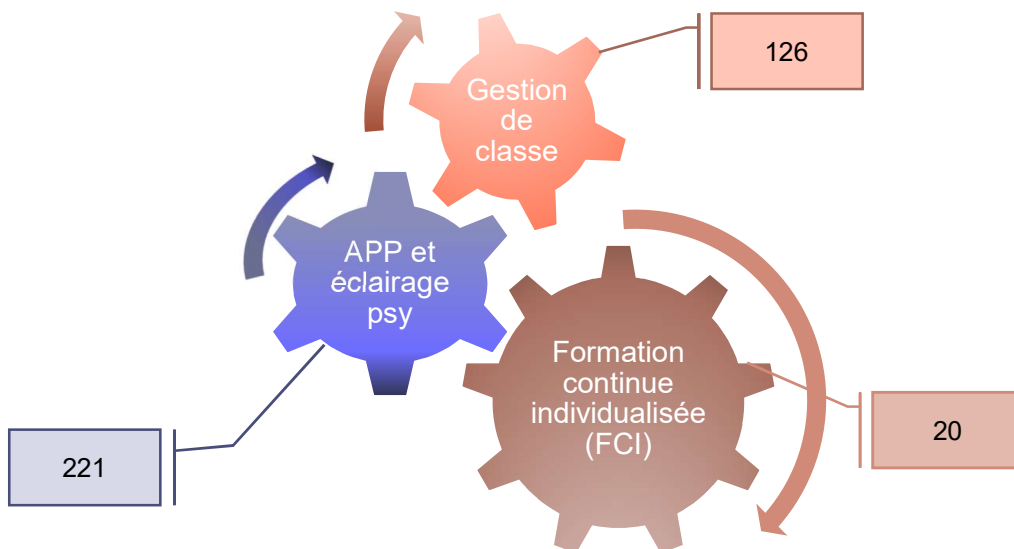 126
Gestion
de
classe
APP et
éclairage
psy
221
Formation
continue
individualisée
(FCI)
20